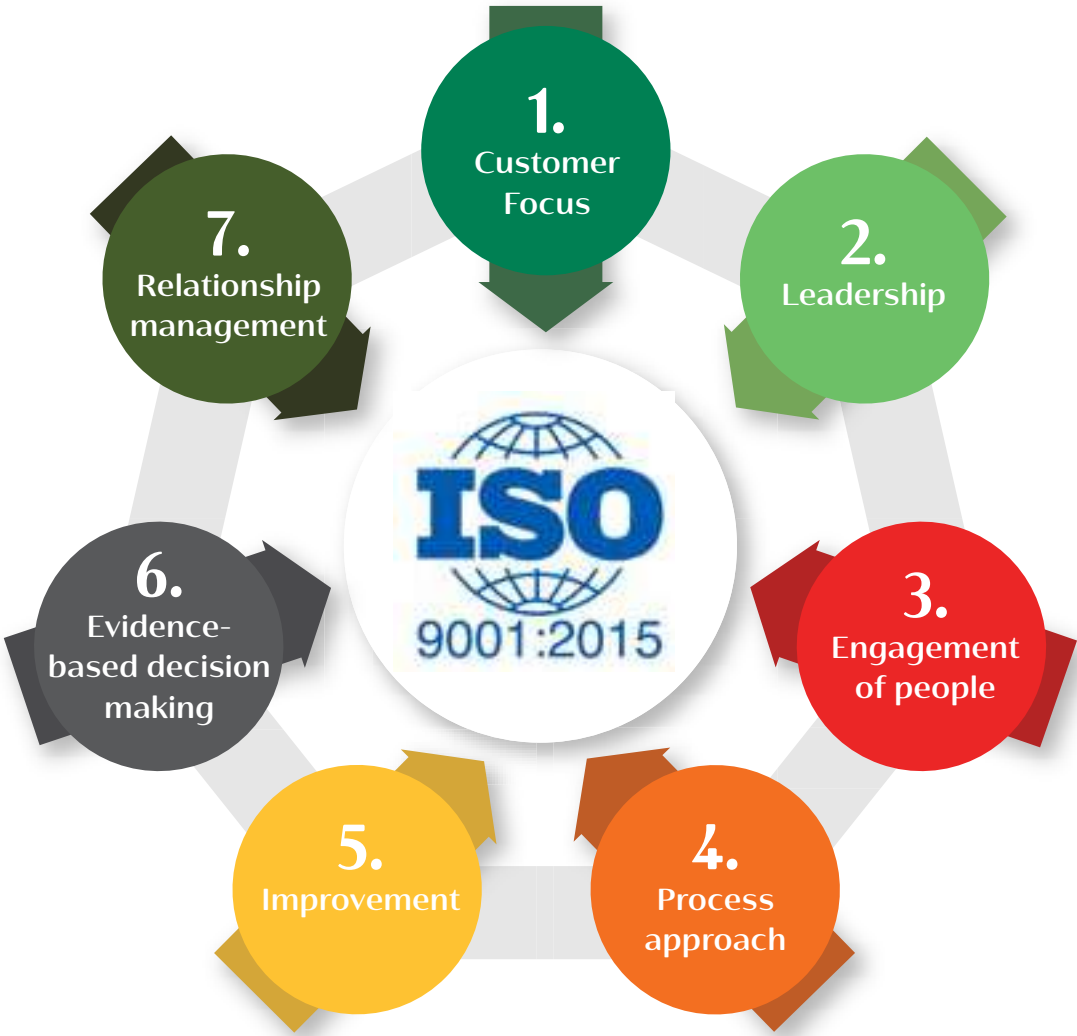 1.
Customer
Focus
2.
Leadership
3.
Engagement
of people
4.
Process
approach
5.
Improvement
6.
Evidence-
based decision
making
7.
Relationship
management
ISO
9001:2015